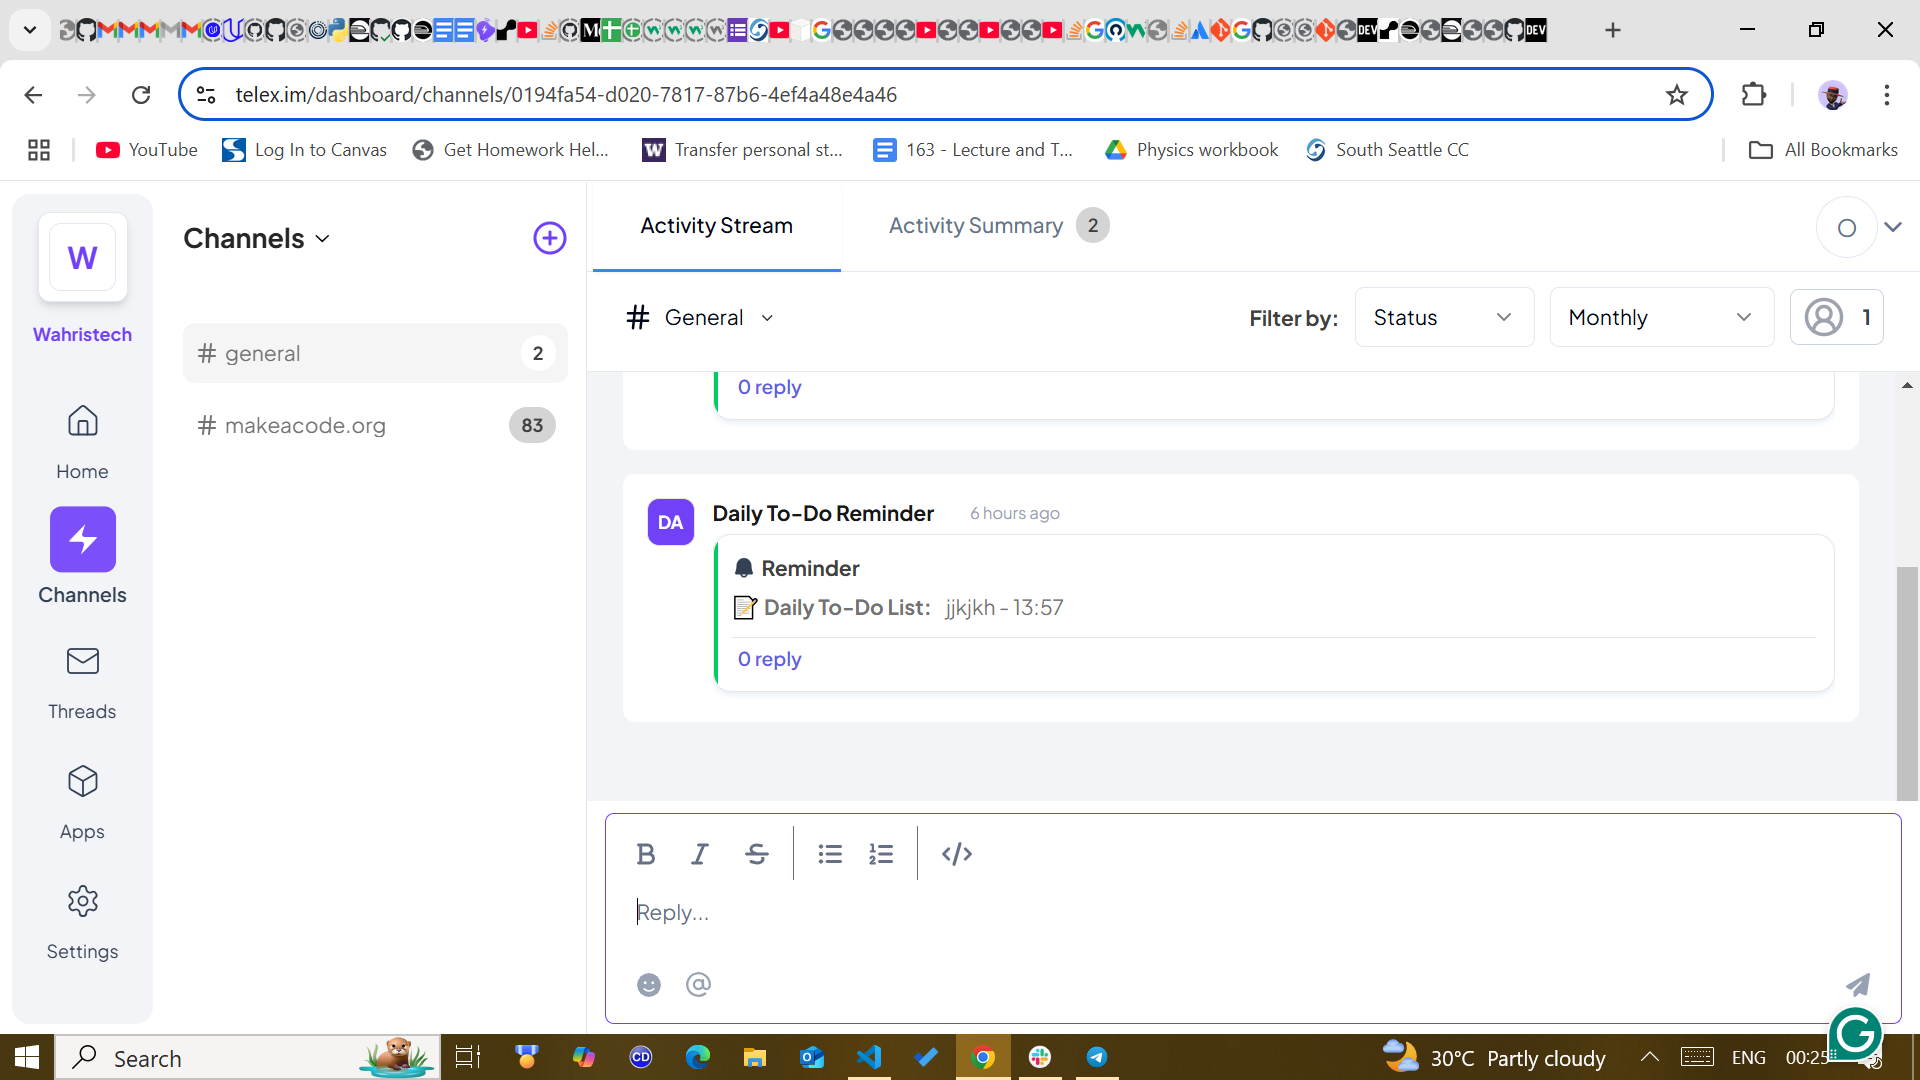 telex.im/dashboard/channels/0194fa54-d020-7817-87b6-4ef4a48e4a46
YouTube
Log In to Canvas
Get Homework Hel...
Transfer personal st...
163 - Lecture and T...
Physics workbook
South Seattle CC
All Bookmarks
W
Wahristech
Home
Channels
Threads
Apps
Settings
Channels
# general 2
# makeacode.org 83
Activity Stream
Activity Summary 2
O
# General
Filter by:
Status
Monthly
1
0 reply
DA
Daily To-Do Reminder 6 hours ago
Reminder
Daily To-Do List: jjkjkh - 13:57
0 reply
B I S
Reply...
@
G
Search
CD
30°C Partly cloudy
ENG
00:25